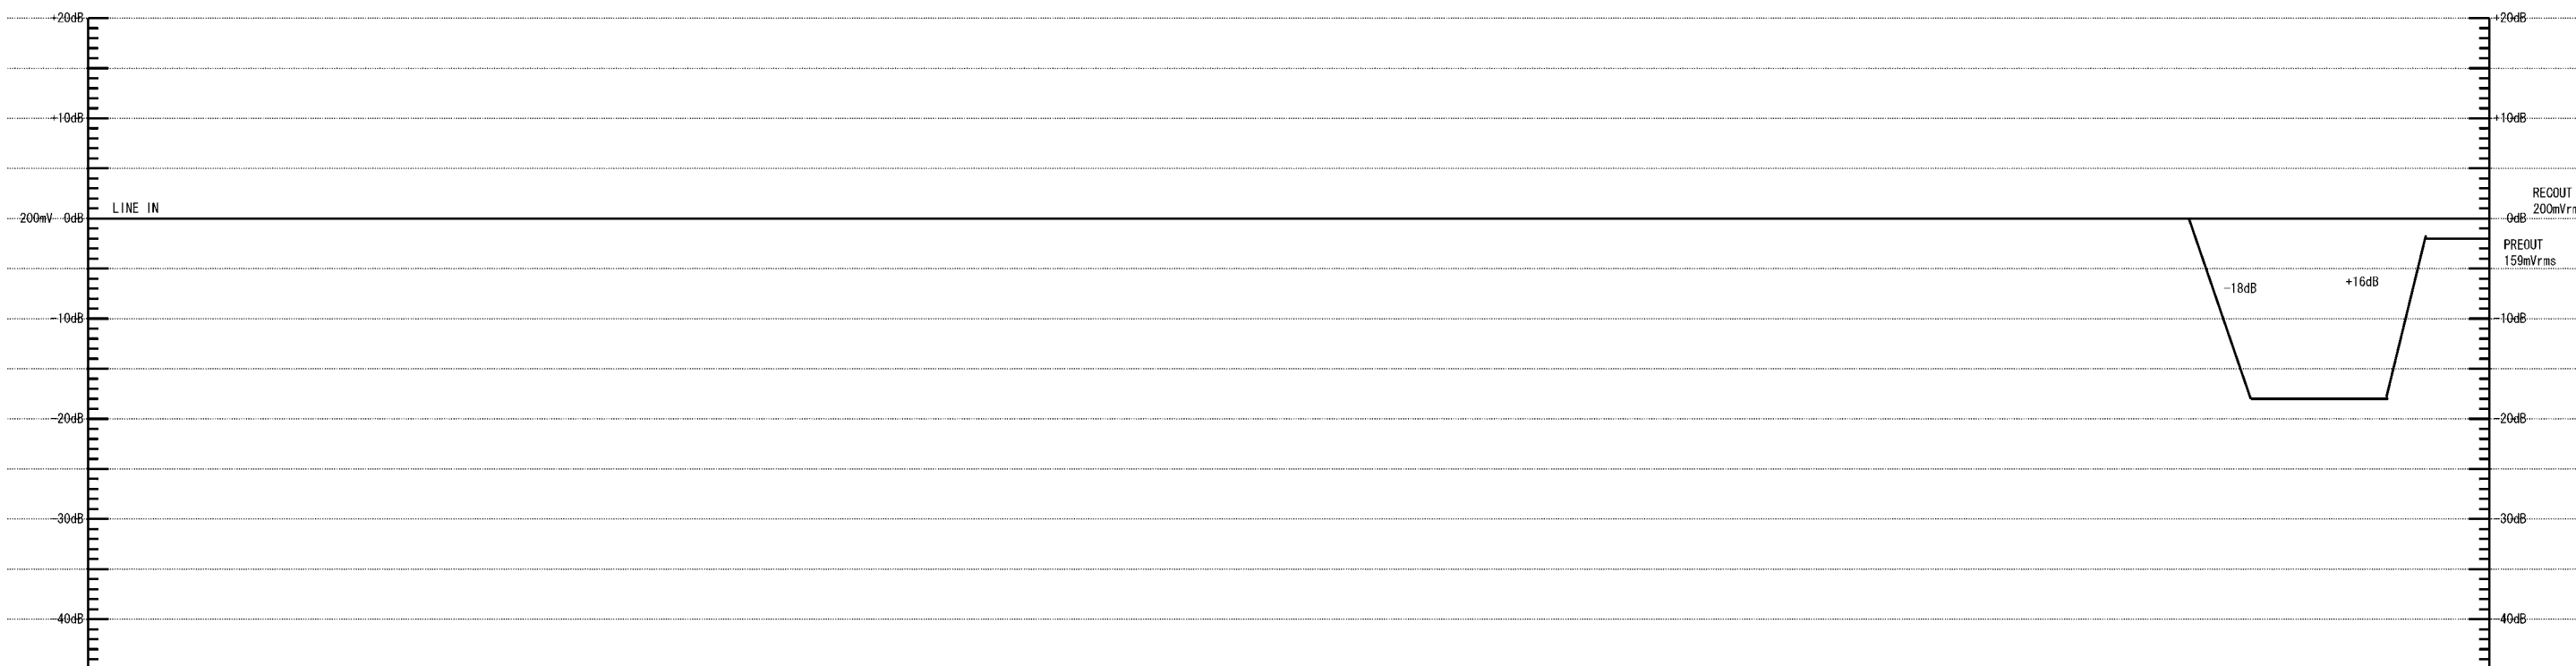 +20dB +20dB
+10dB +10dB
LINE IN
RECOUT
200mVrm
200mV 0dB 0dB
PREOUT
159mVrms
-18dB +16dB
-10dB -10dB
-20dB -20dB
-30dB -30dB
-40dB -40dB